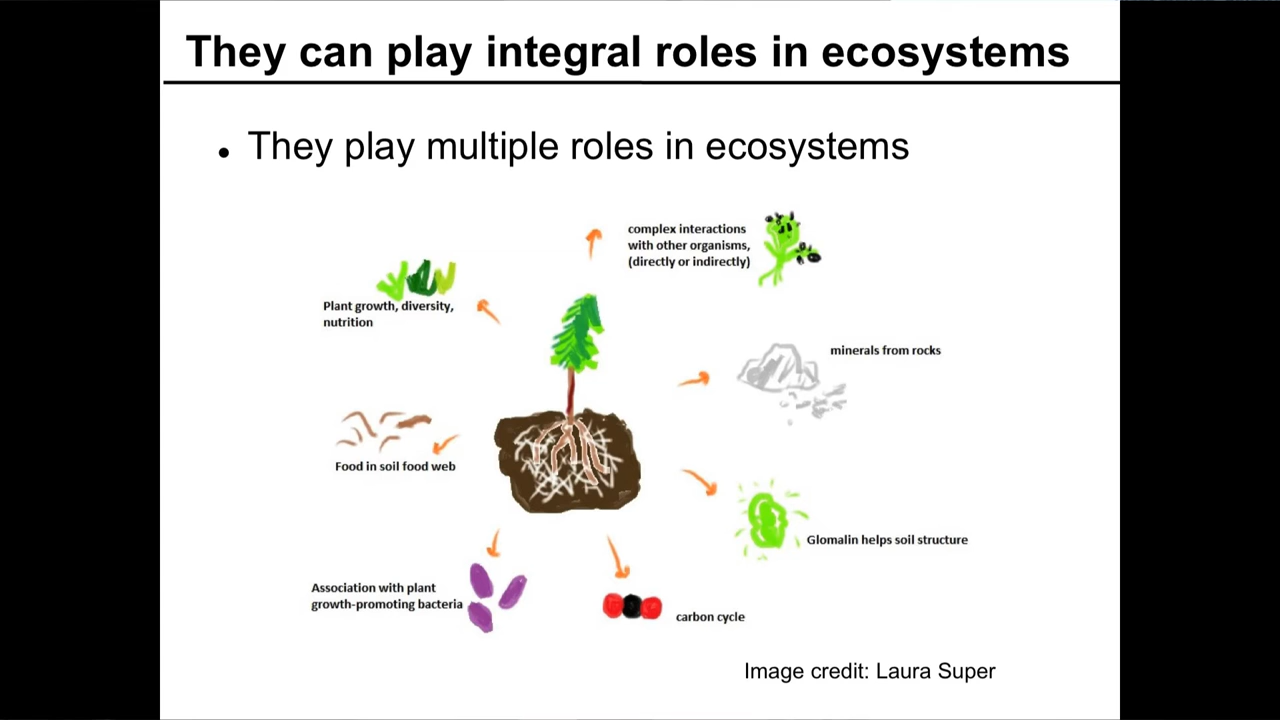 They can play integral roles in ecosystems
• They play multiple roles in ecosystems
complex interactions
with other organisms,
(directly or indirectly)
Plant growth, diversity,
nutrition
minerals from rocks
Food in soil food web
Glomalin helps soil structure
Association with plant
growth-promoting bacteria
carbon cycle
Image credit: Laura Super